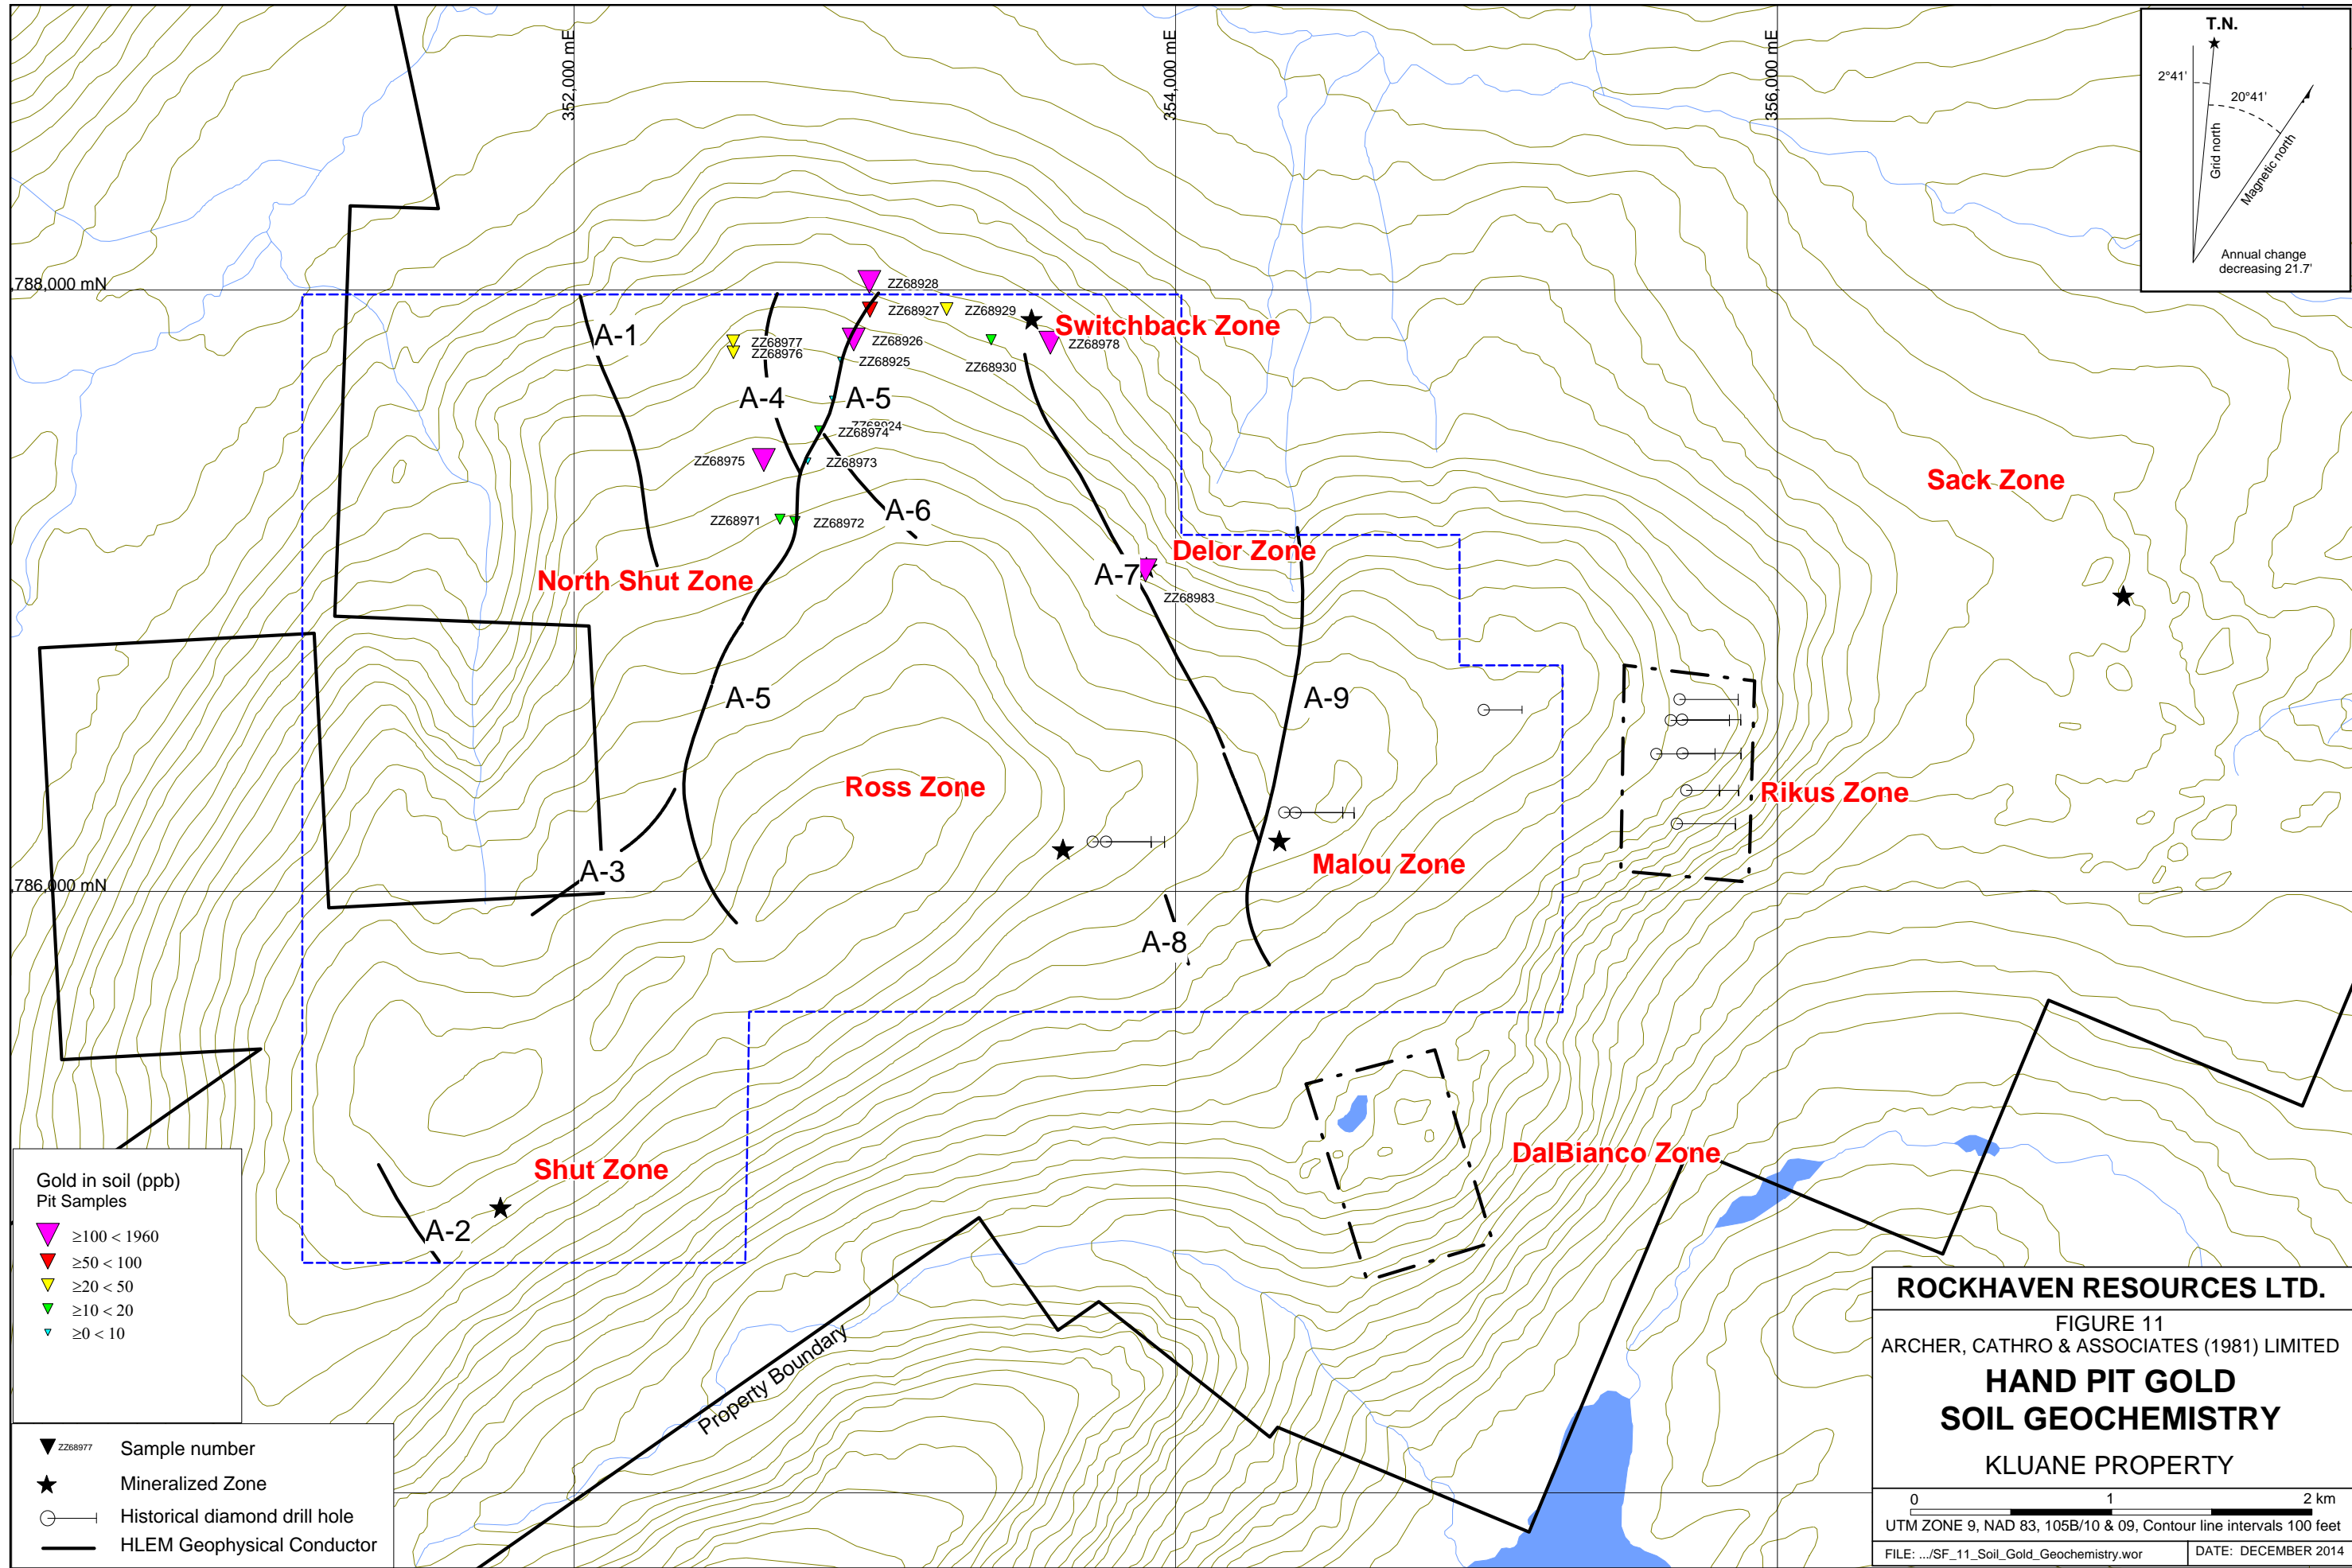 352,000 mE
354,000 mE
356,000 mE
T.N.
2°41'
20°41'
Grid north
Magnetic north
Annual change
decreasing 21.7'
,788,000 mN
ZZ68928
ZZ68927
ZZ68929
Switchback Zone
A-1
ZZ68977
ZZ68926
ZZ68978
ZZ68976
ZZ68925
ZZ68930
A-4
A-5
ZZ68924
ZZ68974
ZZ68975
ZZ68973
Sack Zone
A-6
ZZ68971
ZZ68972
Delor Zone
North Shut Zone
A-7
ZZ68983
A-5
A-9
Ross Zone
Rikus Zone
Malou Zone
A-3
,786,000 mN
A-8
DalBianco Zone
Shut Zone
A-2
Property Boundary
Gold in soil (ppb)
Pit Samples
≥100 < 1960
≥50 < 100
≥20 < 50
≥10 < 20
≥0 < 10
ZZ68977 Sample number
Mineralized Zone
Historical diamond drill hole
HLEM Geophysical Conductor
ROCKHAVEN RESOURCES LTD.
FIGURE 11
ARCHER, CATHRO & ASSOCIATES (1981) LIMITED
HAND PIT GOLD
SOIL GEOCHEMISTRY
KLUANE PROPERTY
0 1 2 km
UTM ZONE 9, NAD 83, 105B/10 & 09, Contour line intervals 100 feet
FILE: .../SF_11_Soil_Gold_Geochemistry.wor
DATE: DECEMBER 2014